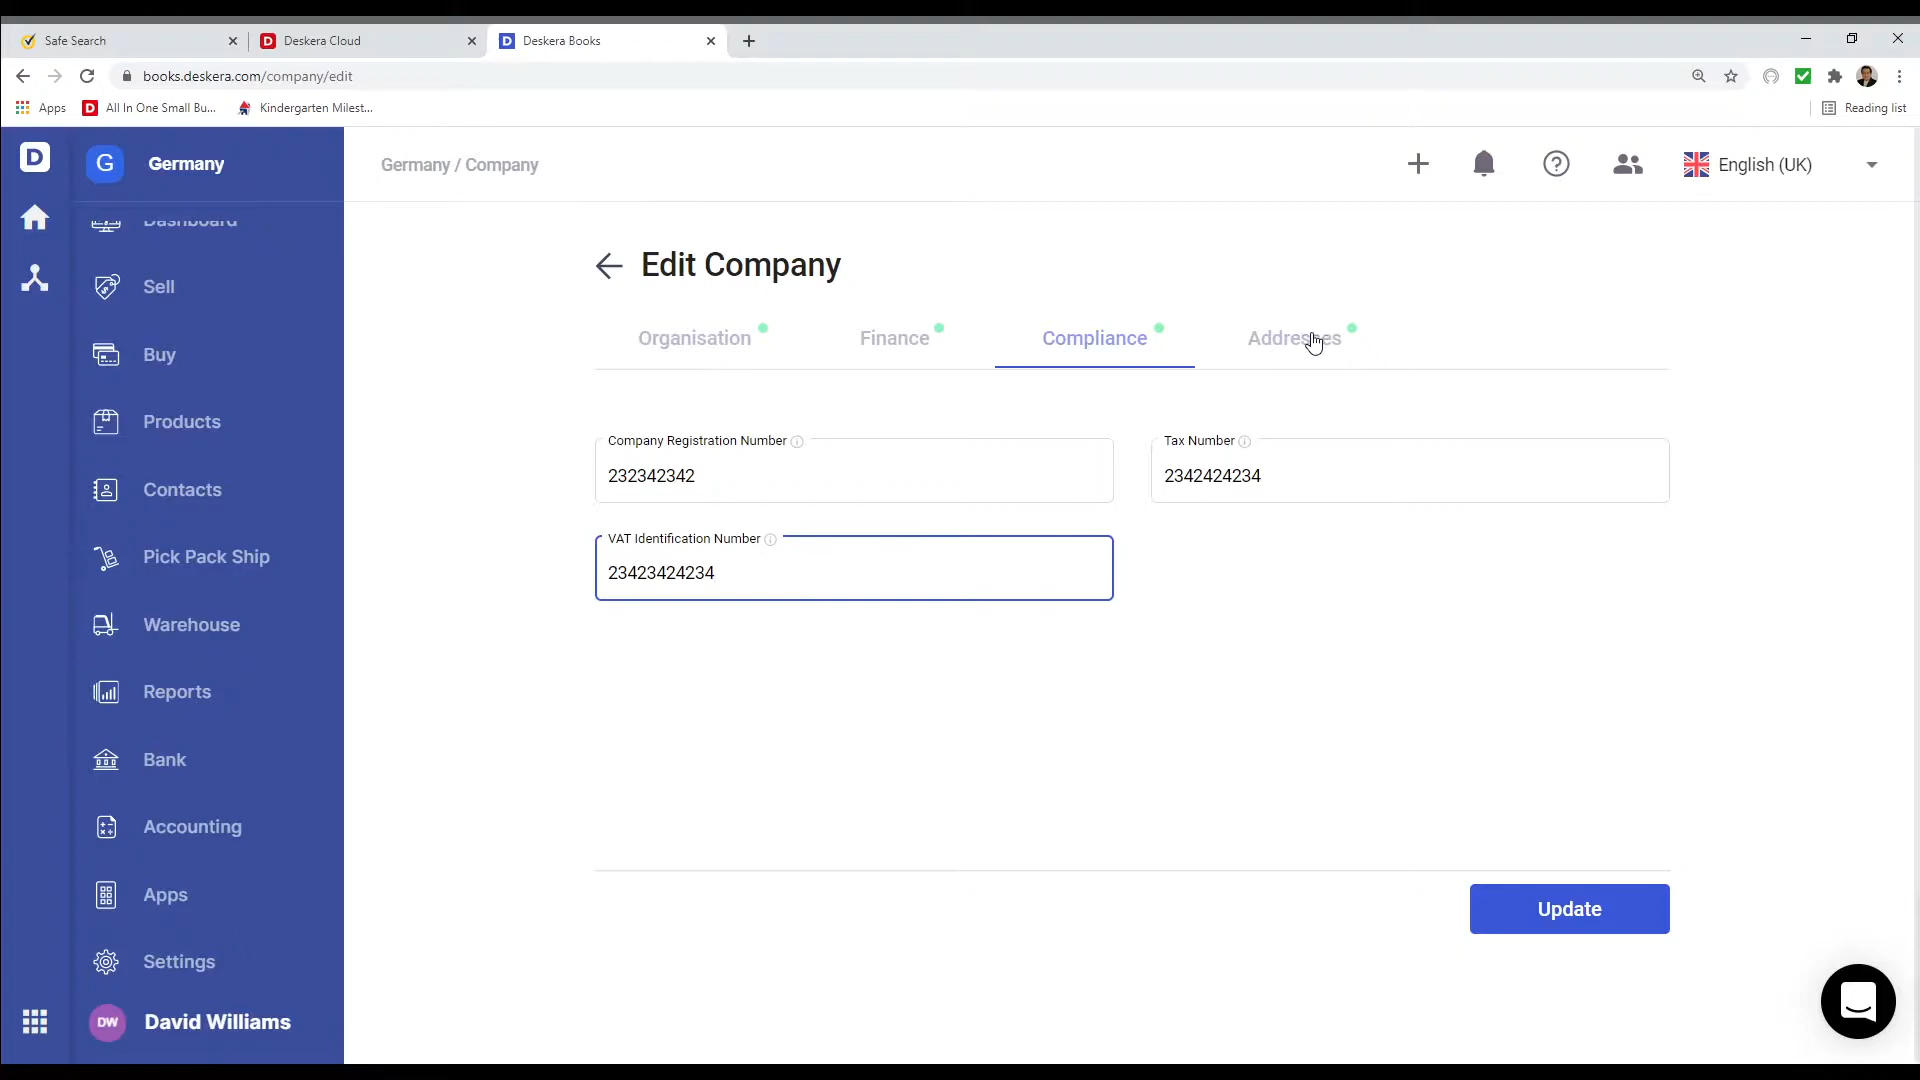 Safe Search
Deskera Cloud
Deskera Books
books.deskera.com/company/edit
Apps
All In One Small Bu...
Kindergarten Milest...
Reading list
D
G
Germany
Germany / Company
English (UK)
Dashboard
Sell
Buy
Products
Contacts
Pick Pack Ship
Warehouse
Reports
Bank
Accounting
Apps
Settings
DW
David Williams
Edit Company
Organisation
Finance
Compliance
Addresses
Company Registration Number
232342342
Tax Number
2342424234
VAT Identification Number
23423424234
Update